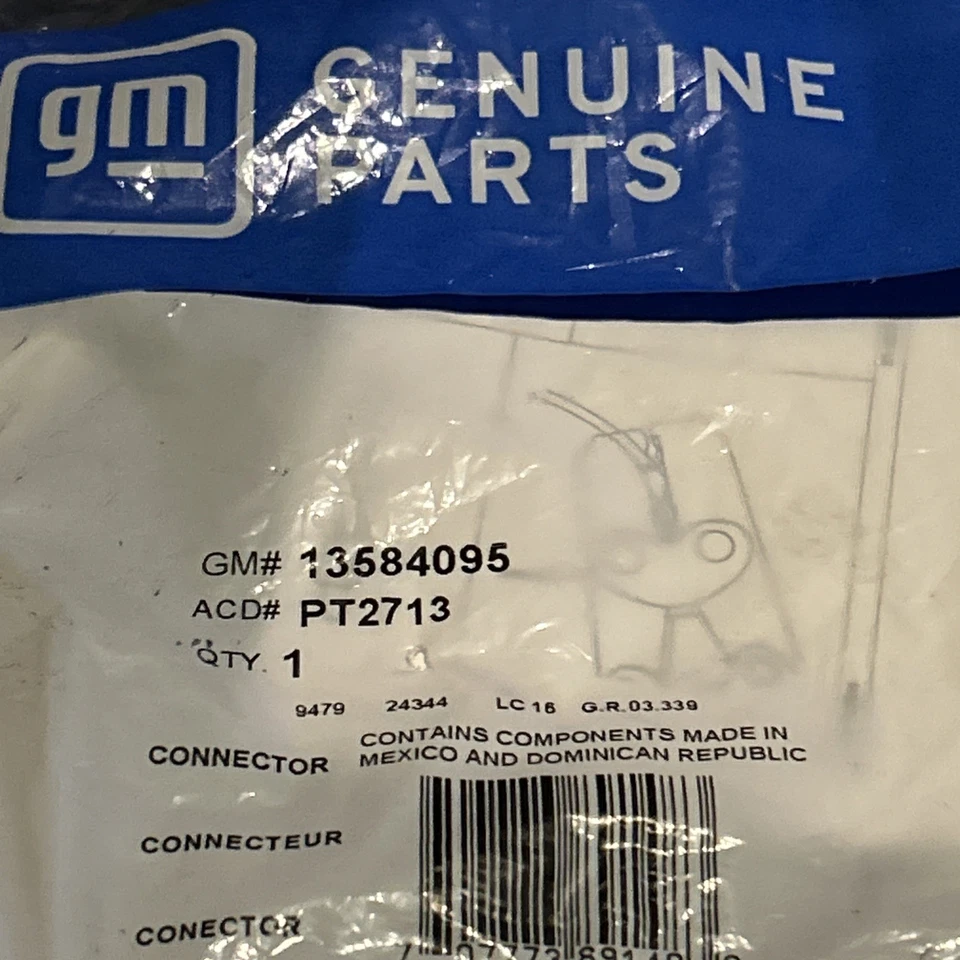 gm
GENUINE
PARTS
GM# 13584095
ACD# PT2713
QTY. 1
9479 24344 LC 16 G.R.03.339
CONNECTOR
CONTAINS COMPONENTS MADE IN
MEXICO AND DOMINICAN REPUBLIC
CONNECTEUR
CONECTOR